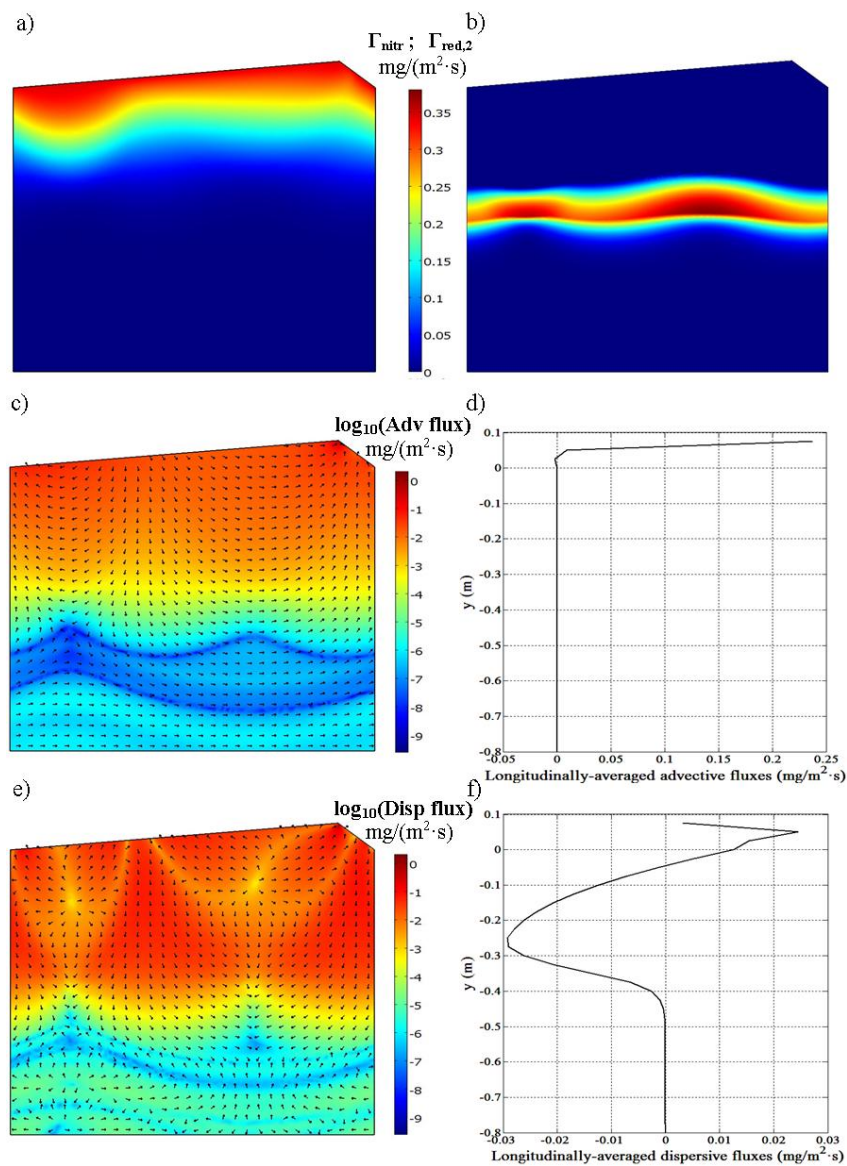 a)
b)
Γnitr ; Γred,2
mg/(m²·s)
0.35
0.3
0.25
0.2
0.15
0.1
0.05
0
c)
log10(Adv flux)
mg/(m²·s)
0
-1
-2
-3
-4
-5
-6
-7
-8
-9
d)
0.1
0
-0.1
-0.2
-0.3
-0.4
-0.5
-0.6
-0.7
-0.8
y (m)
-0.05 0 0.05 0.1 0.15 0.2 0.25
Longitudinally-averaged advective fluxes (mg/m²·s)
e)
log10(Disp flux)
mg/(m²·s)
0
-1
-2
-3
-4
-5
-6
-7
-8
-9
f)
0.1
0
-0.1
-0.2
-0.3
-0.4
-0.5
-0.6
-0.7
-0.8
y (m)
-0.03 -0.02 -0.01 0 0.01 0.02 0.03
Longitudinally-averaged dispersive fluxes (mg/m²·s)